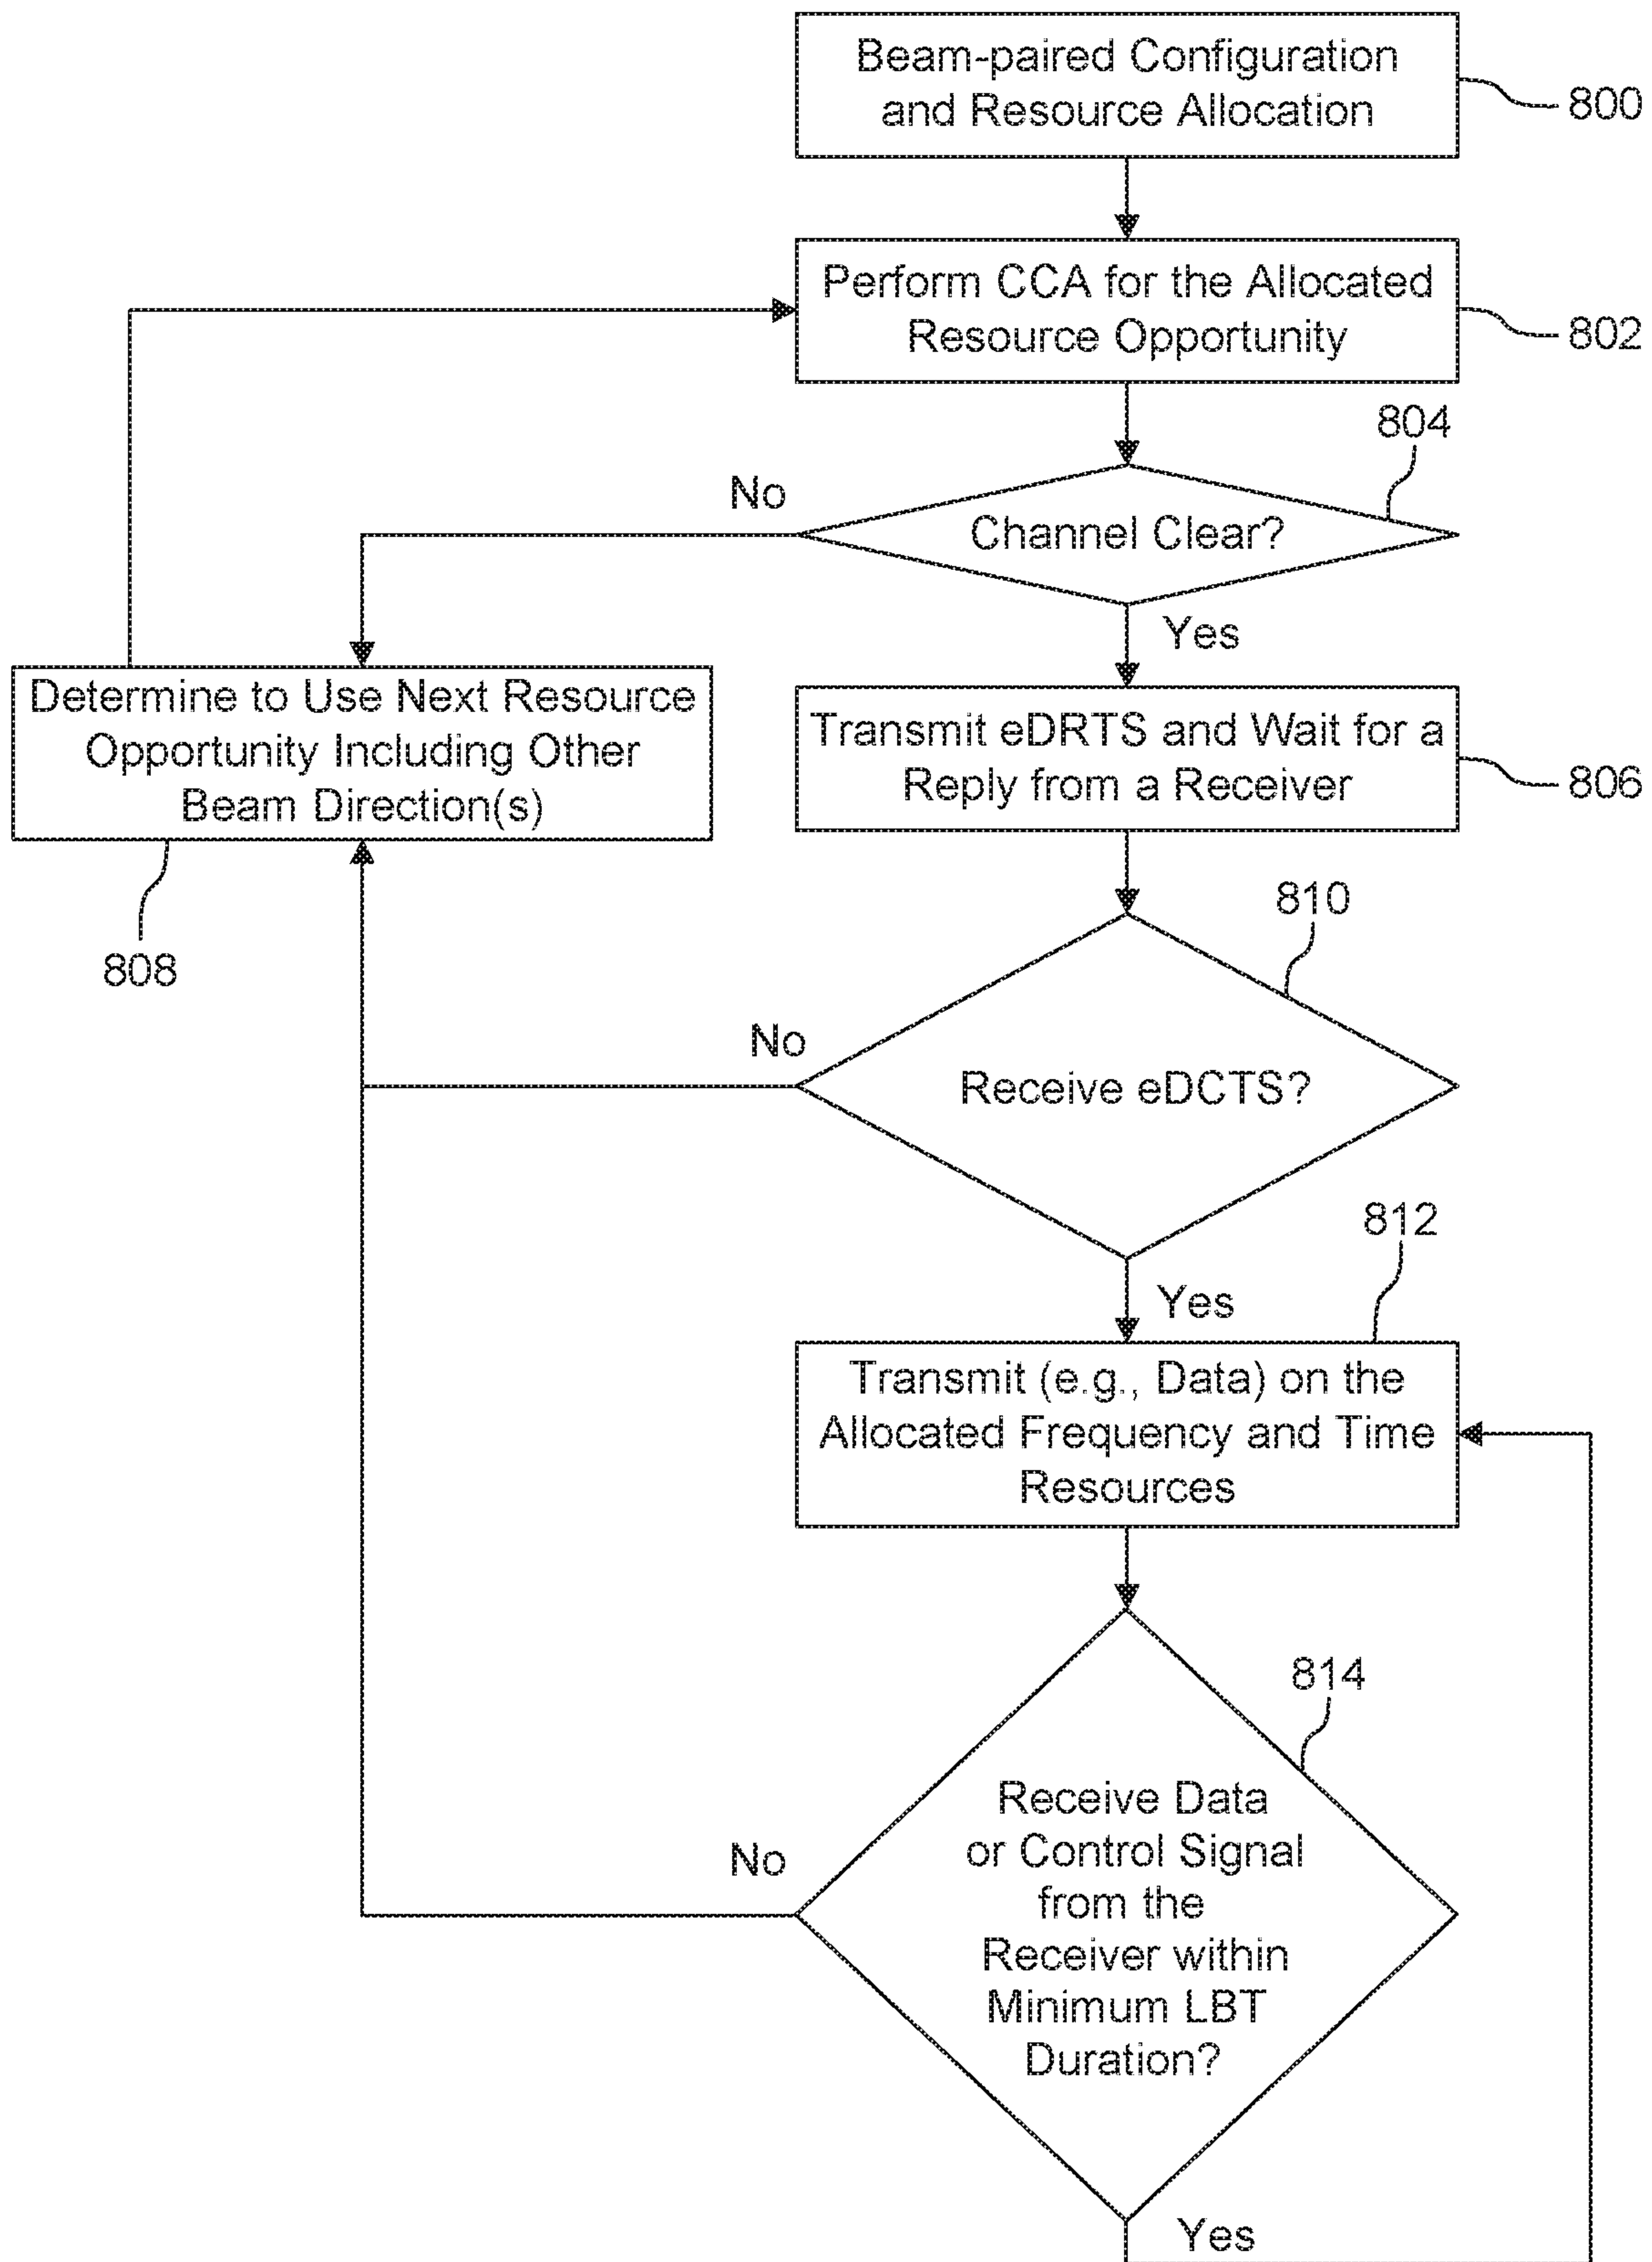 Beam-paired Configuration
and Resource Allocation
800
Perform CCA for the Allocated
Resource Opportunity
802
804
No
Channel Clear?
Yes
Determine to Use Next Resource
Opportunity Including Other
Beam Direction(s)
808
Transmit eDRTS and Wait for a
Reply from a Receiver
806
810
No
Receive eDCTS?
812
Yes
Transmit (e.g., Data) on the
Allocated Frequency and Time
Resources
814
No
Receive Data
or Control Signal
from the
Receiver within
Minimum LBT
Duration?
Yes